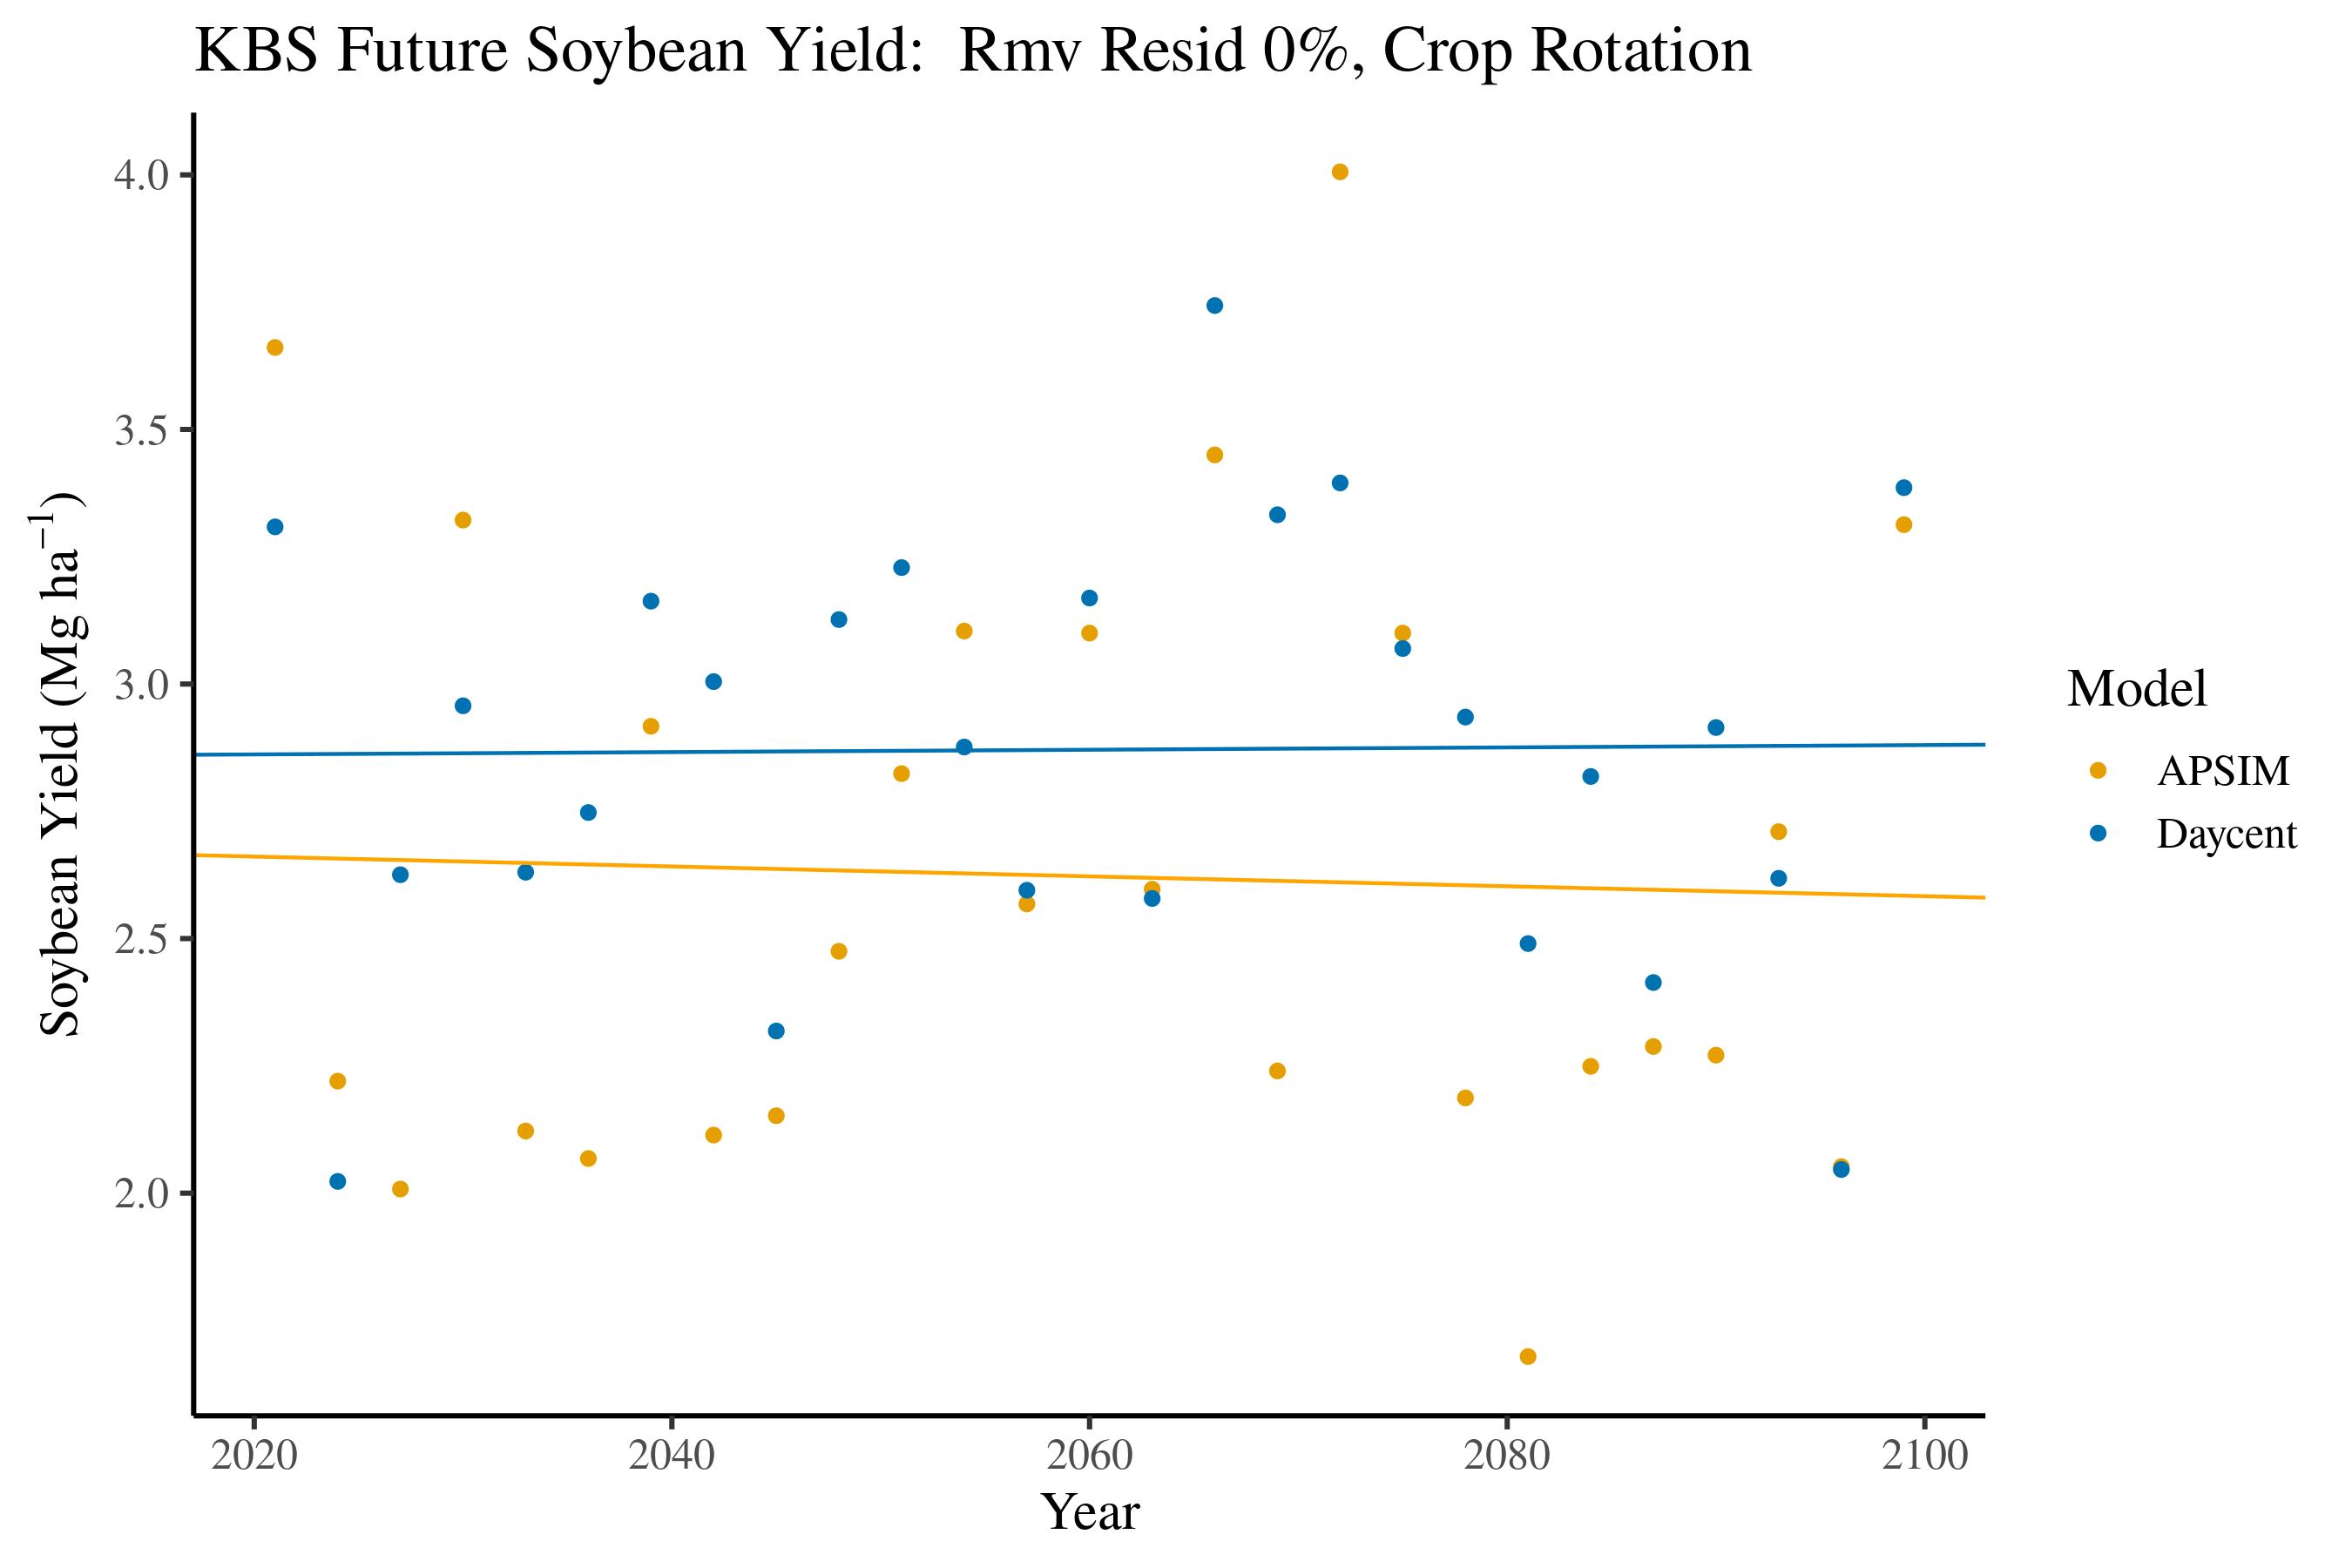 KBS Future Soybean Yield:  Rmv Resid 0%, Crop Rotation
Soybean Yield (Mg ha⁻¹)
4.0
3.5
3.0
2.5
2.0
2020 2040 2060 2080 2100
Year
Model
APSIM
Daycent